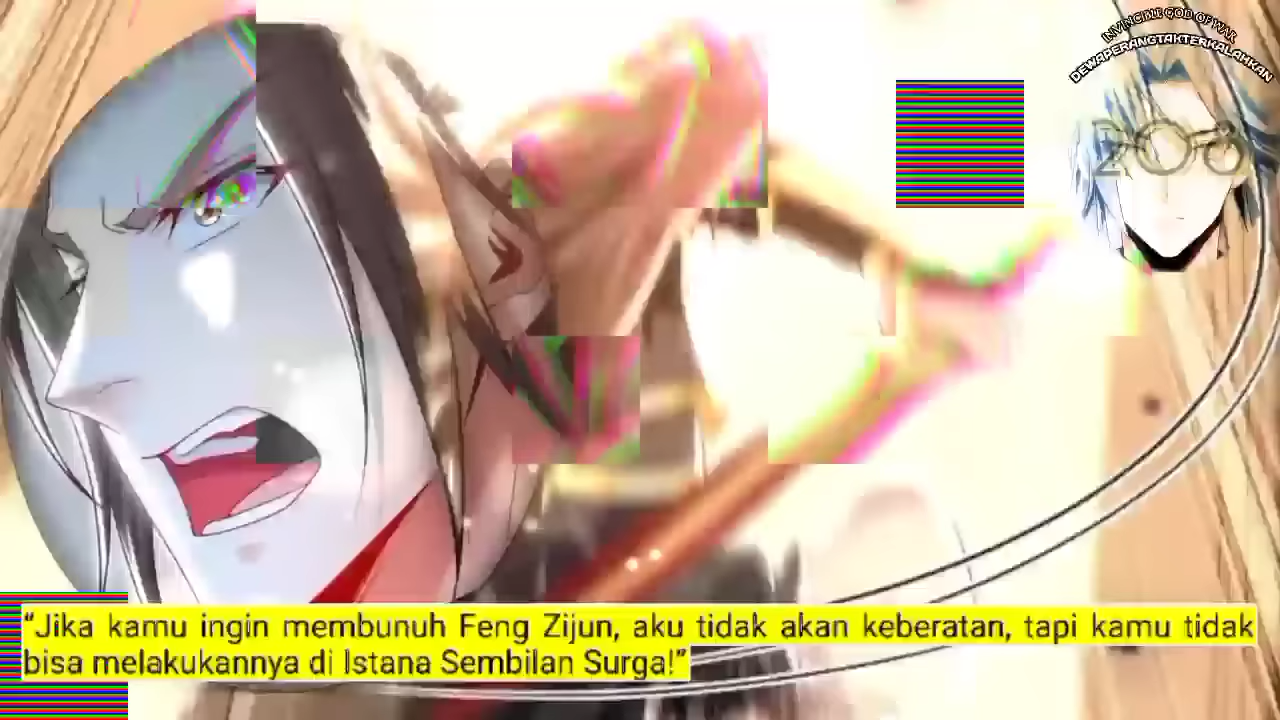 INVINCIBLE GOD OF WAR
DEWAPERANGTAKTERKALAHKAN
208
“Jika kamu ingin membunuh Feng Zijun, aku tidak akan keberatan, tapi kamu tidak
bisa melakukannya di Istana Sembilan Surga!”